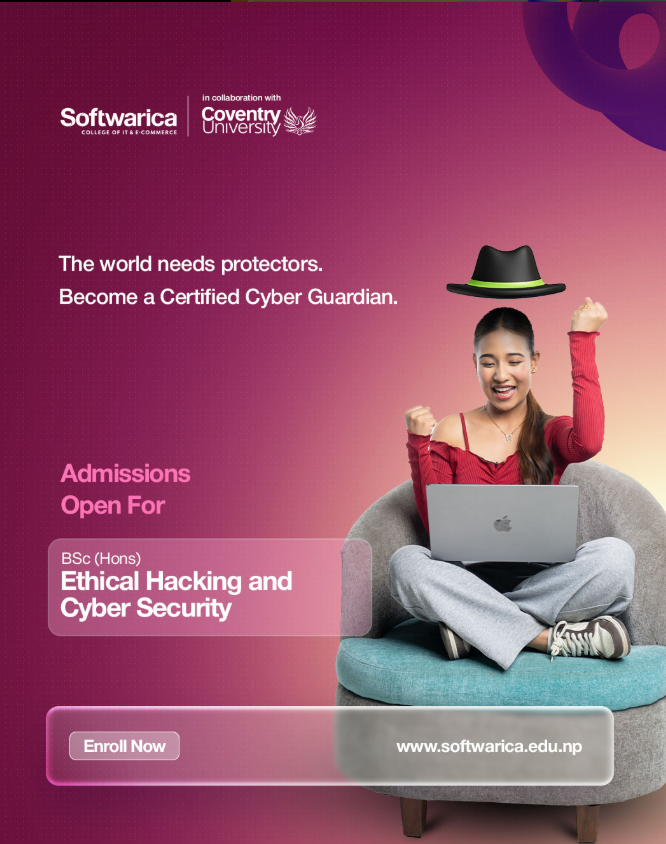 in collaboration with
Softwarica
COLLEGE OF IT & E-COMMERCE
Coventry
University
The world needs protectors.
Become a Certified Cyber Guardian.
Admissions
Open For
BSc (Hons)
Ethical Hacking and
Cyber Security
Enroll Now
www.softwarica.edu.np